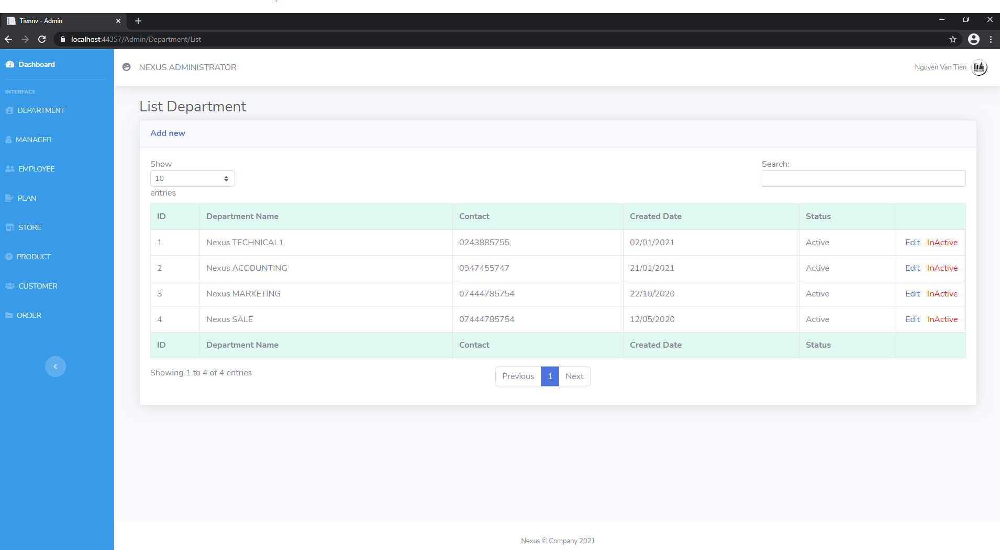 Tiennv - Admin
localhost:44357/Admin/Department/List
Dashboard
INTERFACE
DEPARTMENT
MANAGER
EMPLOYEE
PLAN
STORE
PRODUCT
CUSTOMER
ORDER
NEXUS ADMINISTRATOR
Nguyen Van Tien
List Department
Add new
Show
10
entries
Search:
ID Department Name Contact Created Date Status
1 Nexus TECHNICAL1 0243885755 02/01/2021 Active Edit InActive
2 Nexus ACCOUNTING 0947455747 21/01/2021 Active Edit InActive
3 Nexus MARKETING 07444785754 22/10/2020 Active Edit InActive
4 Nexus SALE 07444785754 12/05/2020 Active Edit InActive
ID Department Name Contact Created Date Status
Showing 1 to 4 of 4 entries
Previous 1 Next
Nexus © Company 2021